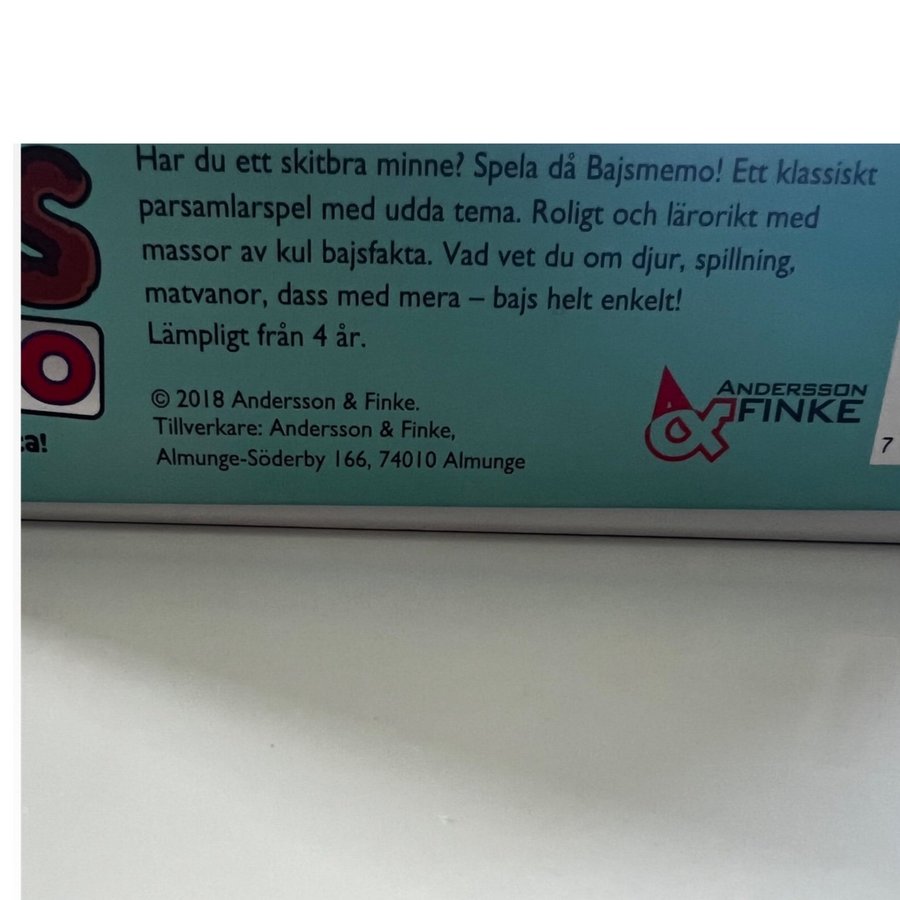 Har du ett skitbra minne? Spela då Bajsmemo! Ett klassiskt
parsamlarspel med udda tema. Roligt och lärorikt med
massor av kul bajsfakta. Vad vet du om djur, spillning,
matvanor, dass med mera – bajs helt enkelt!
Lämpligt från 4 år.
© 2018 Andersson & Finke.
Tillverkare: Andersson & Finke,
Almunge-Söderby 166, 74010 Almunge
S
O
a!
&
ANDERSSON
FINKE
7